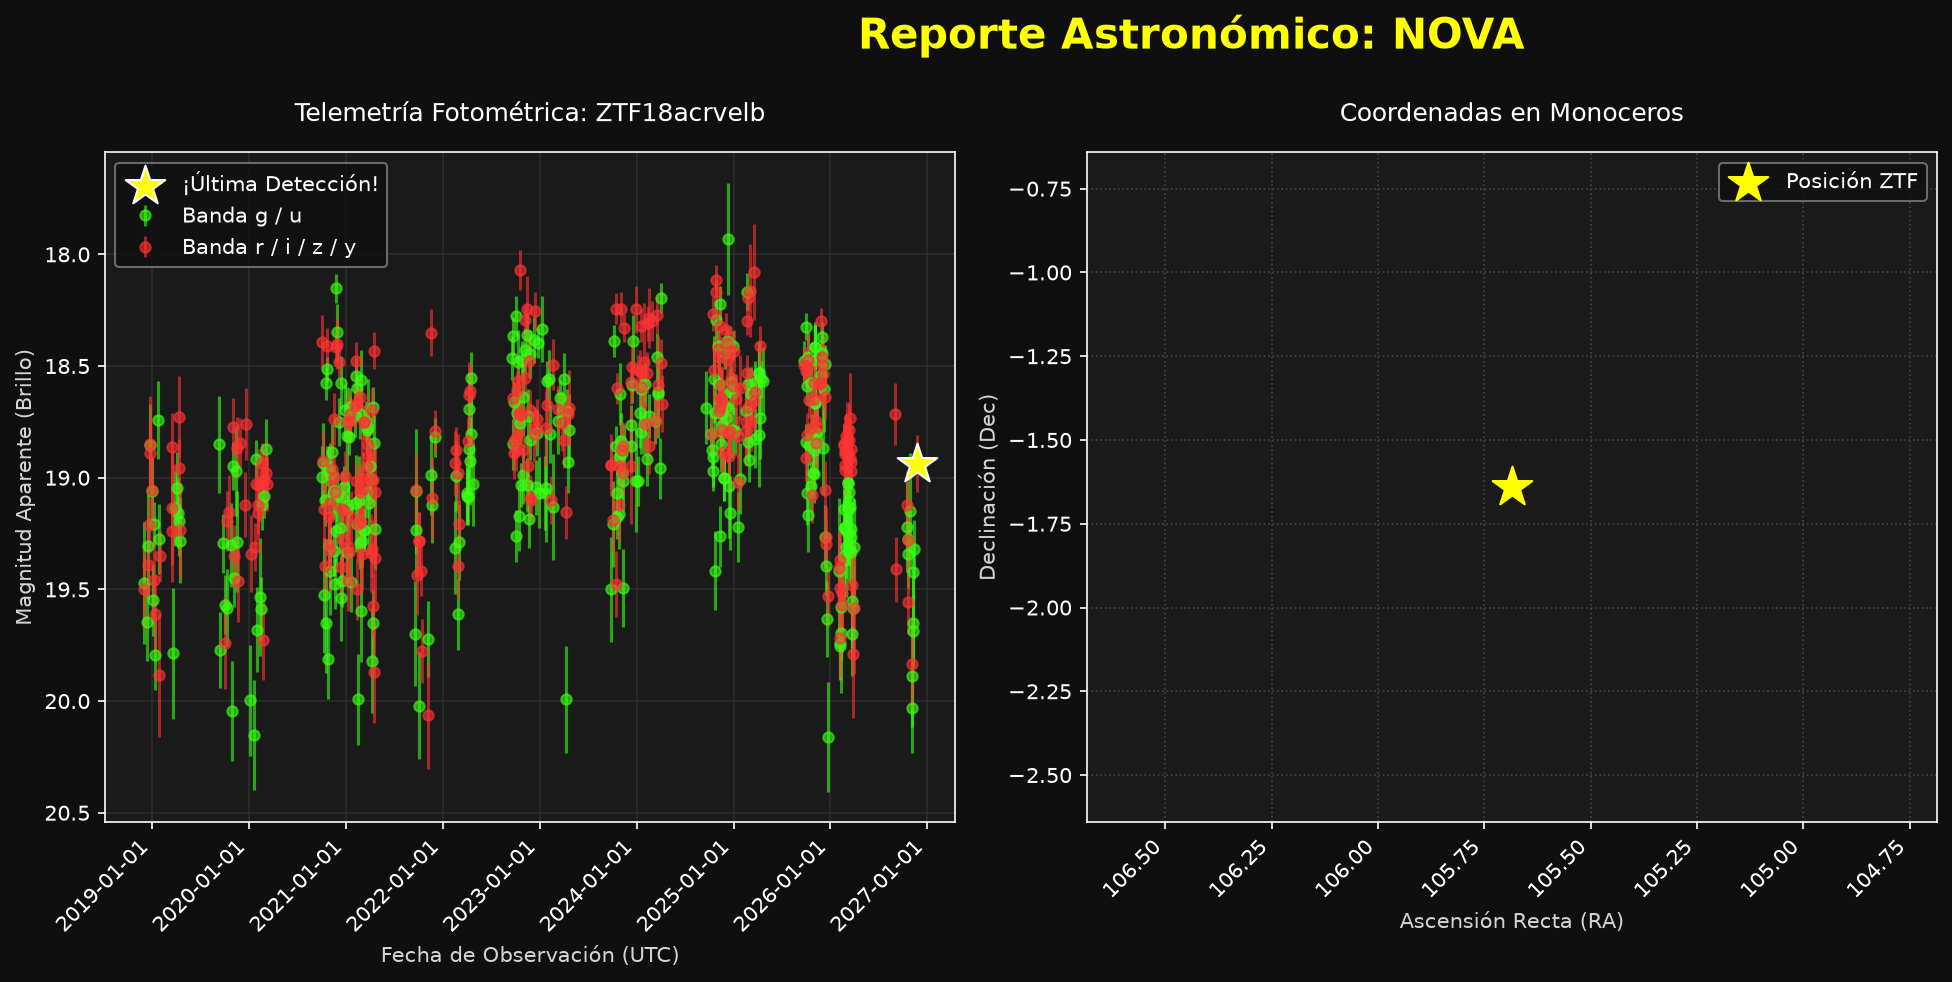 Reporte Astronómico: NOVA
Telemetría Fotométrica: ZTF18acrvelb
¡Última Detección!
Banda g / u
Banda r / i / z / y
Magnitud Aparente (Brillo)
18.0
18.5
19.0
19.5
20.0
20.5
2019-01-01
2020-01-01
2021-01-01
2022-01-01
2023-01-01
2024-01-01
2025-01-01
2026-01-01
2027-01-01
Fecha de Observación (UTC)
Coordenadas en Monoceros
Posición ZTF
Declinación (Dec)
−0.75
−1.00
−1.25
−1.50
−1.75
−2.00
−2.25
−2.50
106.50
106.25
106.00
105.75
105.50
105.25
105.00
104.75
Ascensión Recta (RA)